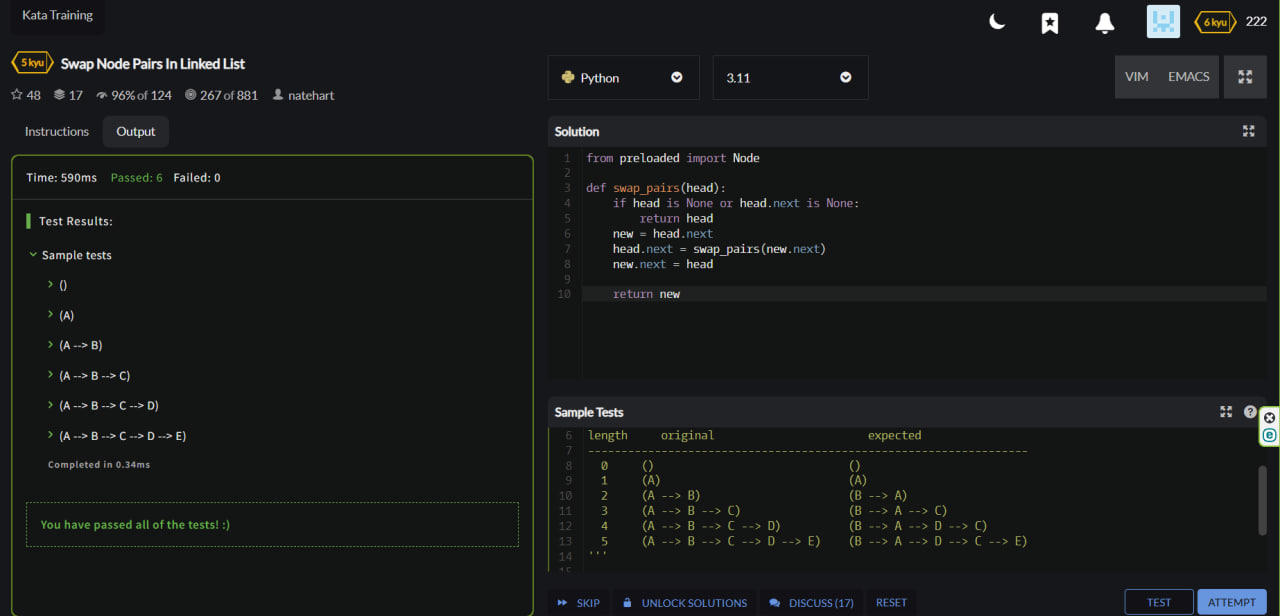 Kata Training
6 kyu 222
5 kyu Swap Node Pairs In Linked List
48 17 96% of 124 267 of 881 natehart
Instructions Output
Time: 590ms Passed: 6 Failed: 0
Test Results:
Sample tests
()
(A)
(A --> B)
(A --> B --> C)
(A --> B --> C --> D)
(A --> B --> C --> D --> E)
Completed in 0.34ms
You have passed all of the tests! :)
Python 3.11 VIM EMACS
Solution
1 from preloaded import Node
2
3 def swap_pairs(head):
4 if head is None or head.next is None:
5 return head
6 new = head.next
7 head.next = swap_pairs(new.next)
8 new.next = head
9
10 return new
Sample Tests
6 length original expected
7 -----------------------------------------------------------------
8 0 () ()
9 1 (A) (A)
10 2 (A --> B) (B --> A)
11 3 (A --> B --> C) (B --> A --> C)
12 4 (A --> B --> C --> D) (B --> A --> D --> C)
13 5 (A --> B --> C --> D --> E) (B --> A --> D --> C --> E)
14 '''
15
SKIP UNLOCK SOLUTIONS DISCUSS (17) RESET TEST ATTEMPT